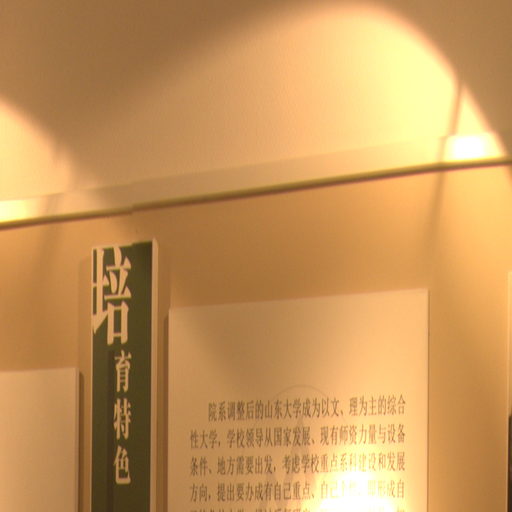 培育特色
院系调整后的山东大学成为以文、理为主的综合
性大学，学校领导从国家发展、现有师资力量与设备
条件、地方需要出发，考虑学校重点系科建设和发展
方向，提出要办成有自己重点、自己
形成自